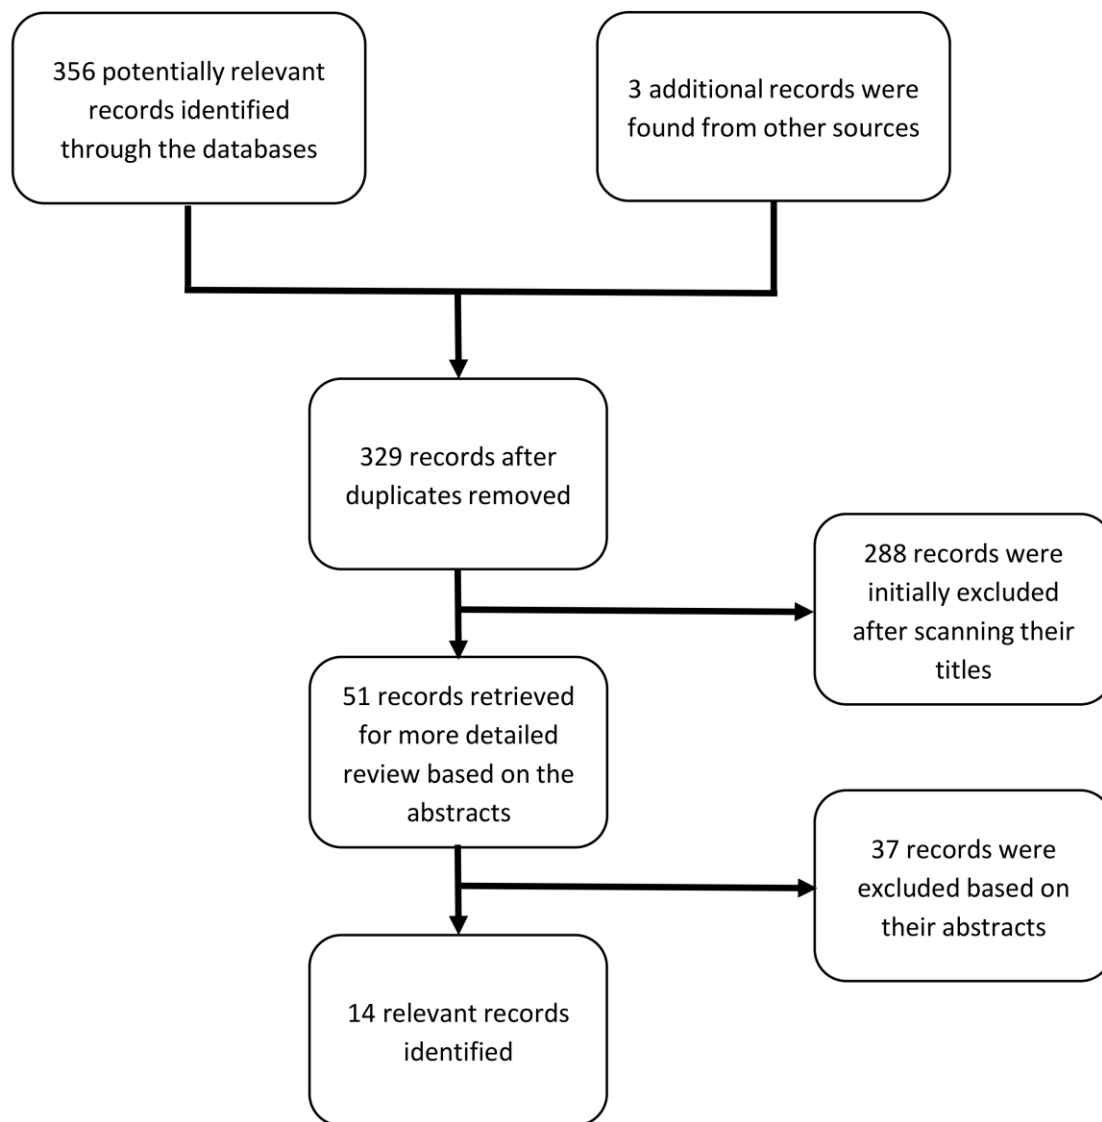 356 potentially relevant
records identified
through the databases
3 additional records were
found from other sources
329 records after
duplicates removed
288 records were
initially excluded
after scanning their
titles
51 records retrieved
for more detailed
review based on the
abstracts
37 records were
excluded based on
their abstracts
14 relevant records
identified